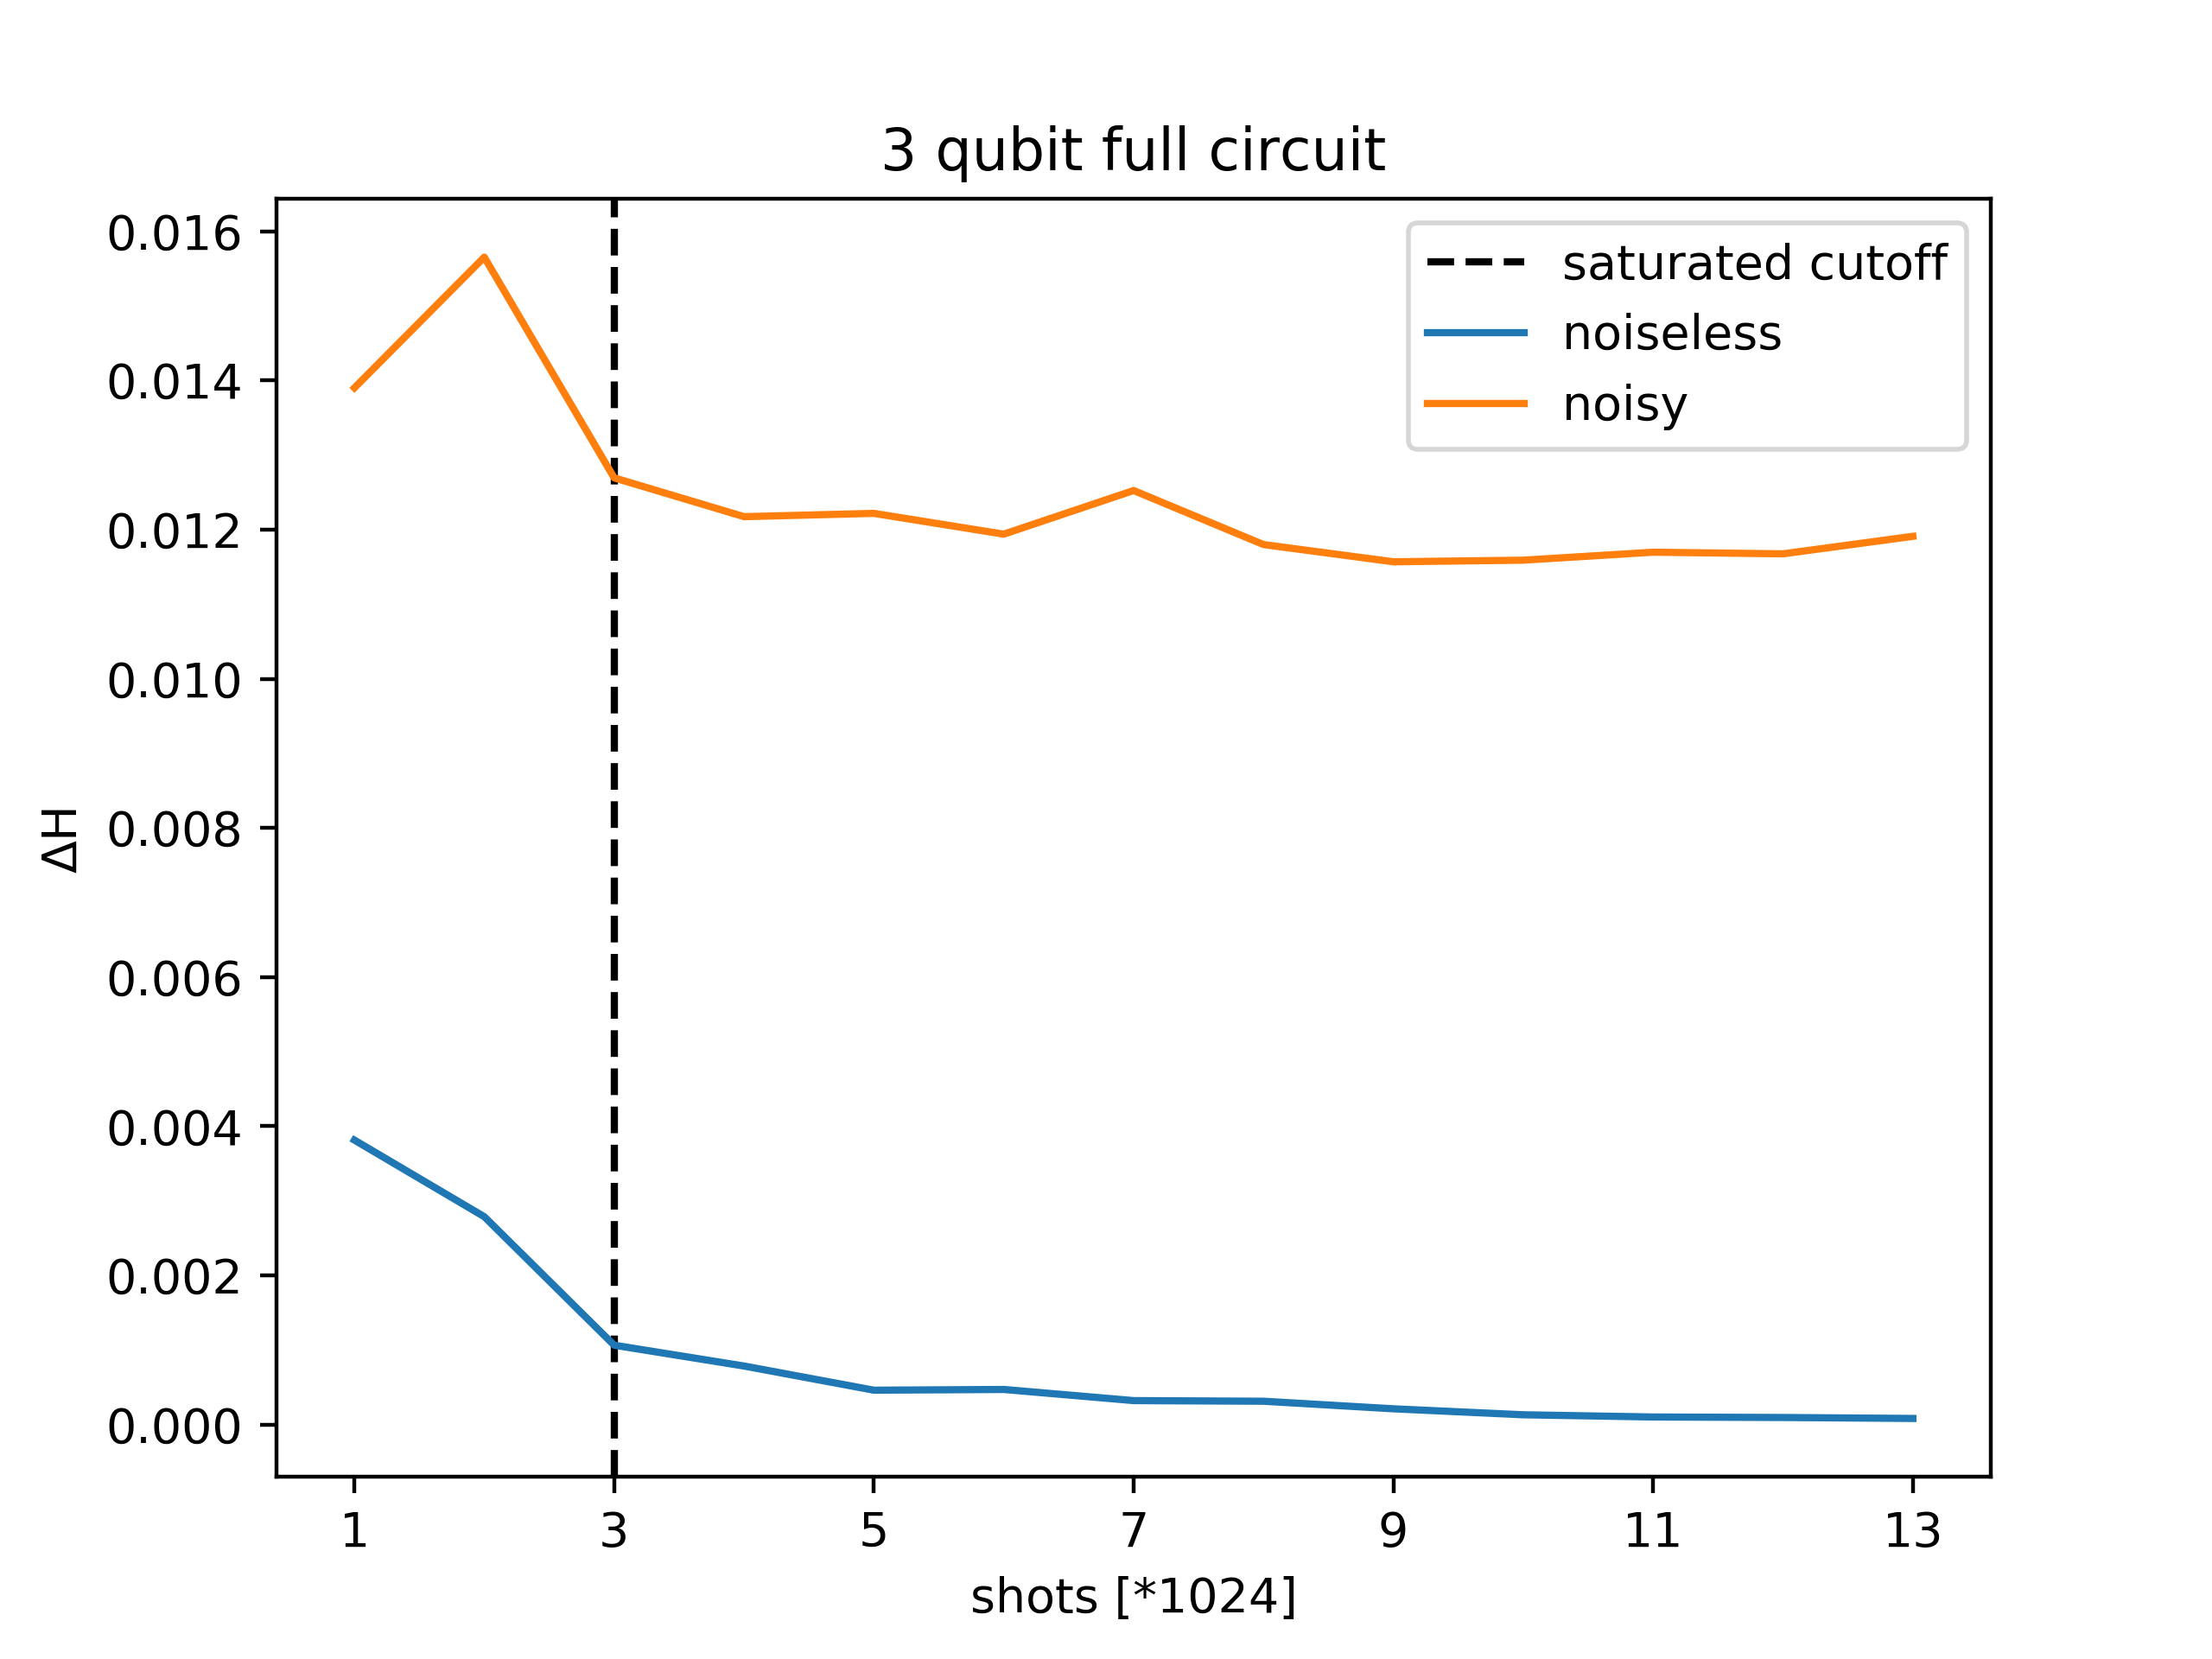 3 qubit full circuit
saturated cutoff
noiseless
noisy
0.016
0.014
0.012
0.010
0.008
0.006
0.004
0.002
0.000
ΔH
1 3 5 7 9 11 13
shots [*1024]